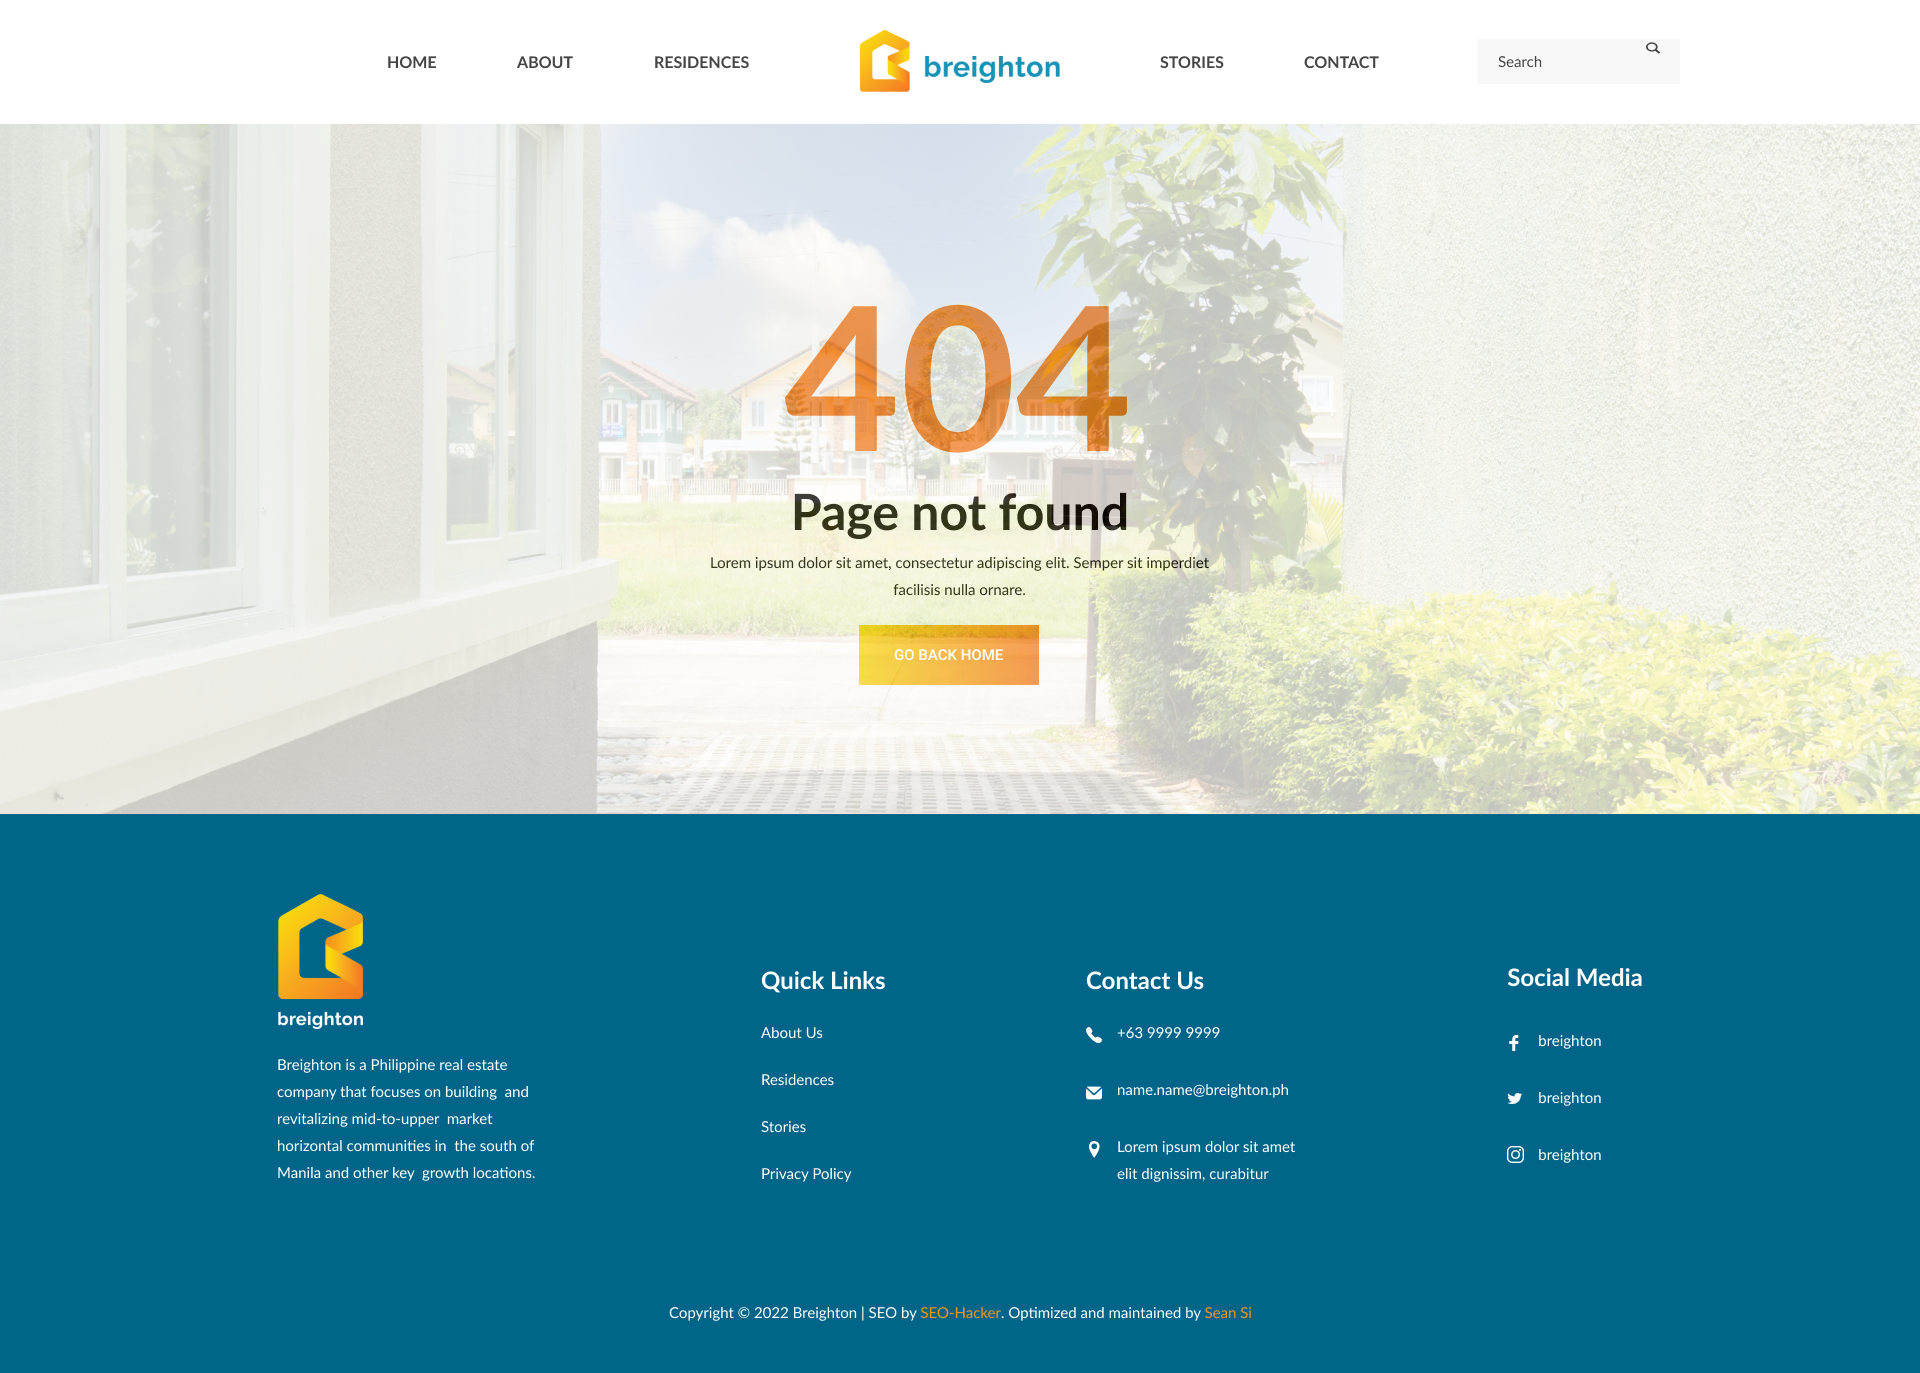 HOME
ABOUT
RESIDENCES
breighton
STORIES
CONTACT
Search
404
Page not found
Lorem ipsum dolor sit amet, consectetur adipiscing elit. Semper sit imperdiet
facilisis nulla ornare.
GO BACK HOME
breighton
Breighton is a Philippine real estate
company that focuses on building and
revitalizing mid-to-upper market
horizontal communities in the south of
Manila and other key growth locations.
Quick Links
About Us
Residences
Stories
Privacy Policy
Contact Us
+63 9999 9999
name.name@breighton.ph
Lorem ipsum dolor sit amet
elit dignissim, curabitur
Social Media
breighton
breighton
breighton
Copyright © 2022 Breighton | SEO by SEO-Hacker. Optimized and maintained by Sean Si